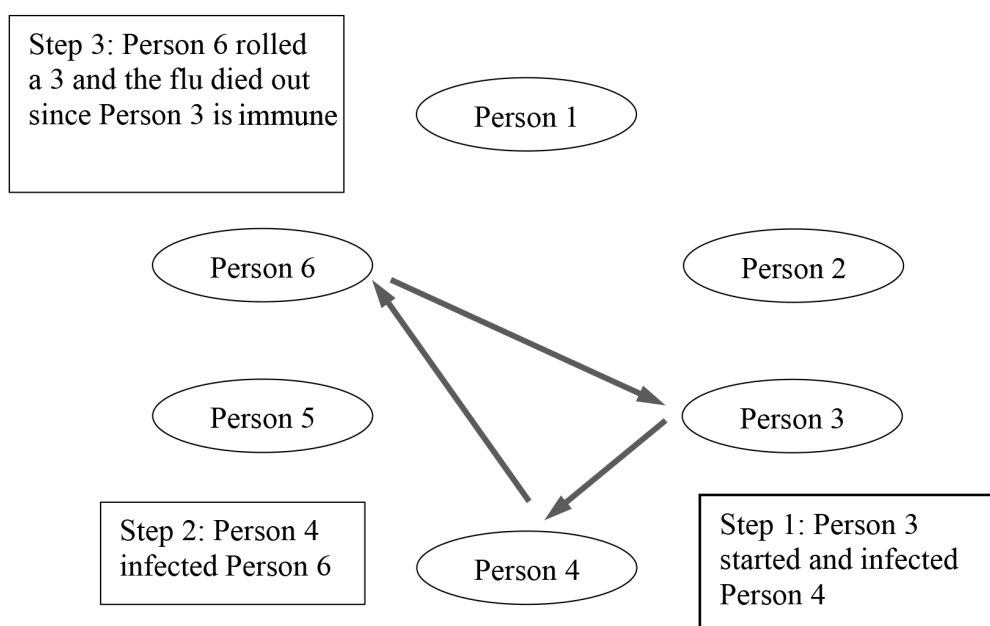 Step 3: Person 6 rolled
a 3 and the flu died out
since Person 3 is immune
Person 1
Person 6
Person 2
Person 5
Person 3
Step 2: Person 4
infected Person 6
Person 4
Step 1: Person 3
started and infected
Person 4